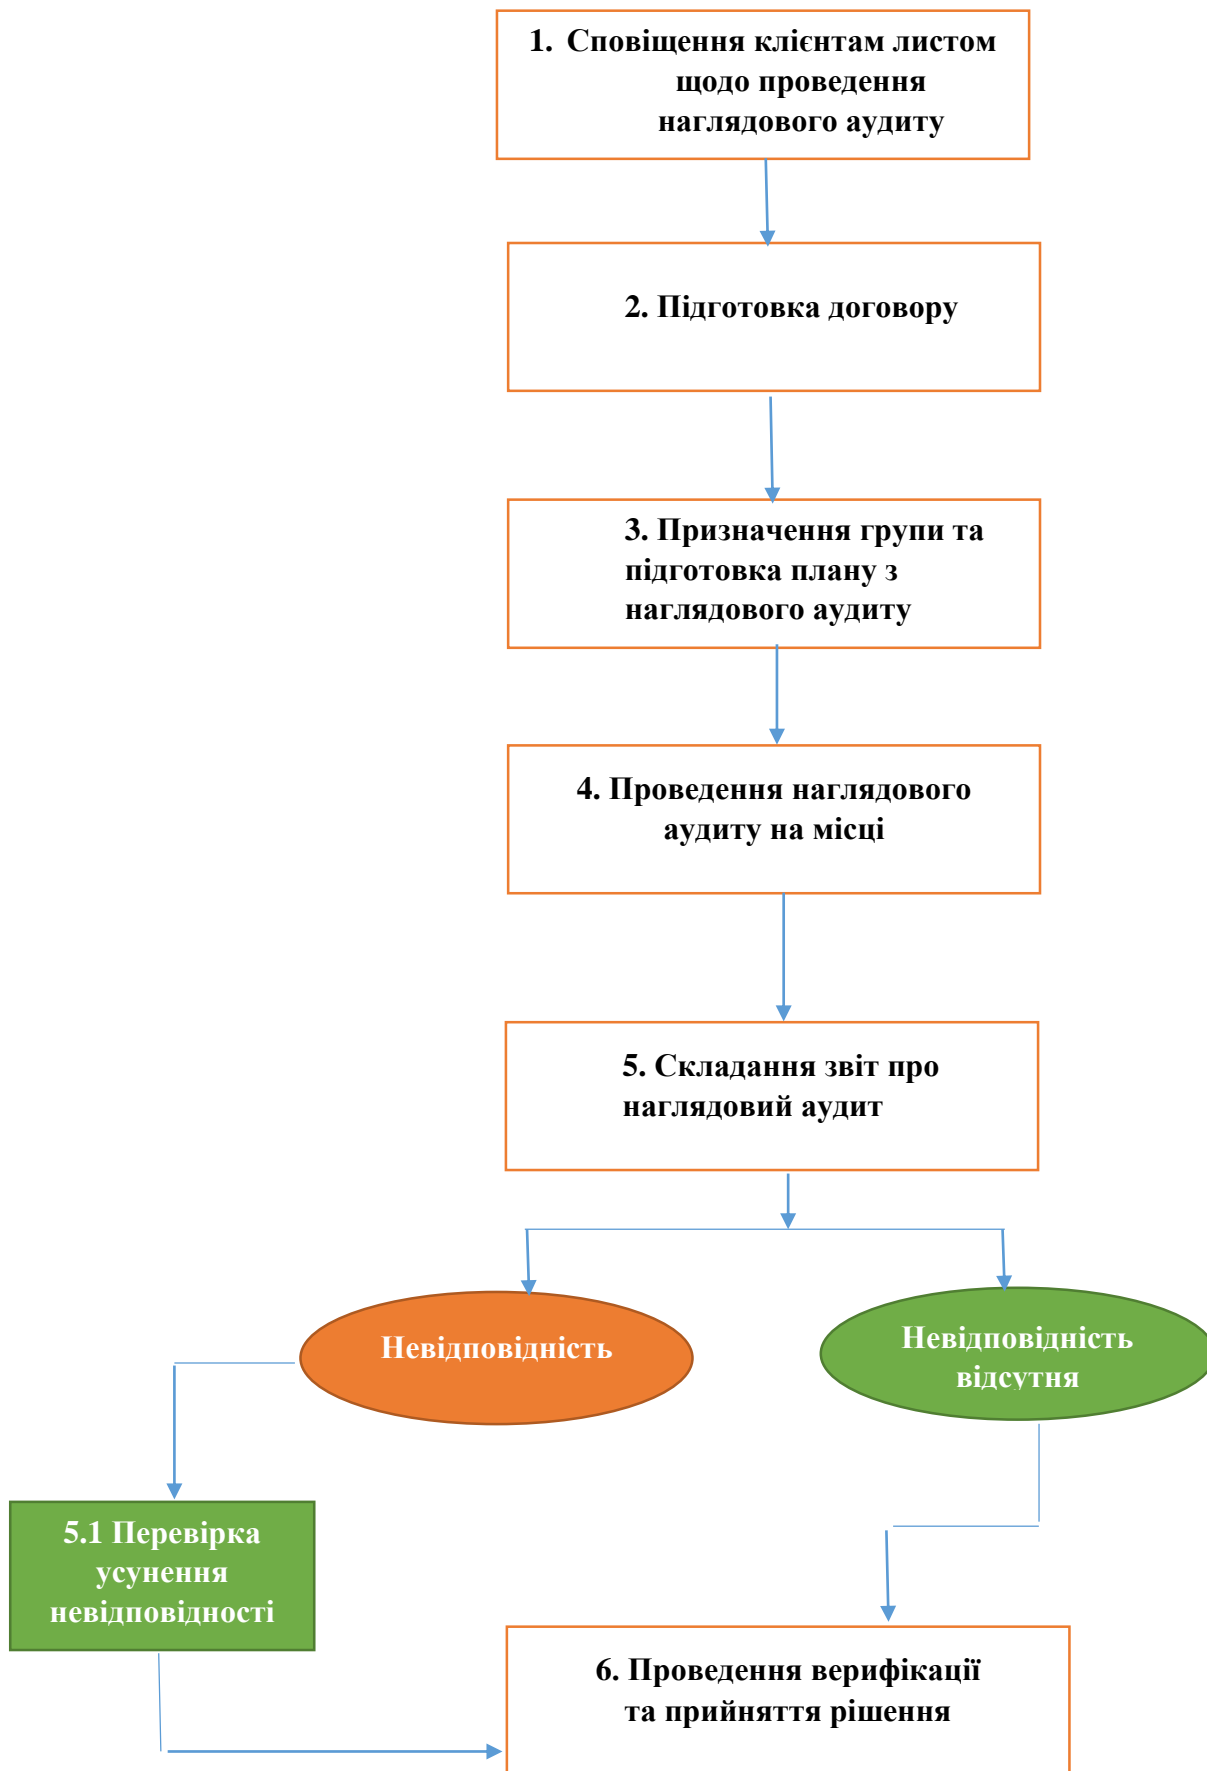 1. Сповіщення клієнтам листом
щодо проведення
наглядового аудиту
2. Підготовка договору
3. Призначення групи та
підготовка плану з
наглядового аудиту
4. Проведення наглядового
аудиту на місці
5. Складання звіт про
наглядовий аудит
Невідповідність
Невідповідність
відсутня
5.1 Перевірка
усунення
невідповідності
6. Проведення верифікації
та прийняття рішення